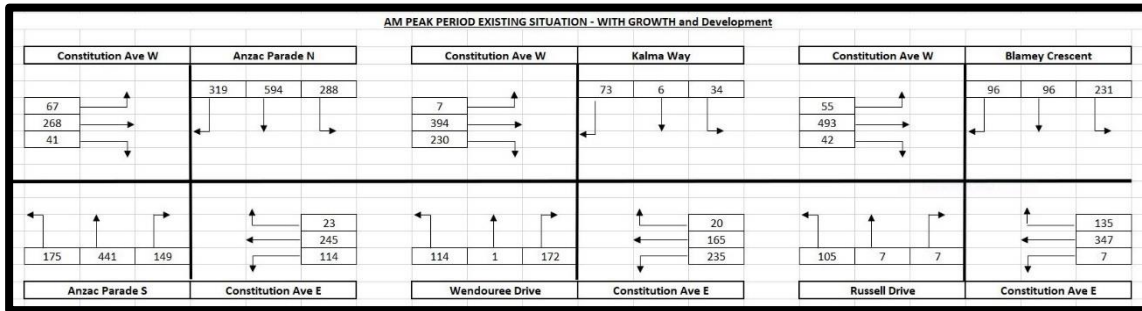 AM PEAK PERIOD EXISTING SITUATION - WITH GROWTH and Development
Constitution Ave W Anzac Parade N Constitution Ave W Kalma Way Constitution Ave W Blamey Crescent
319 594 288 73 6 34 96 96 231
67 7 55
268 394 493
41 230 42
23 20 135
245 165 347
175 441 149 114 114 1 172 235 105 7 7 7
Anzac Parade S Constitution Ave E Wendouree Drive Constitution Ave E Russell Drive Constitution Ave E